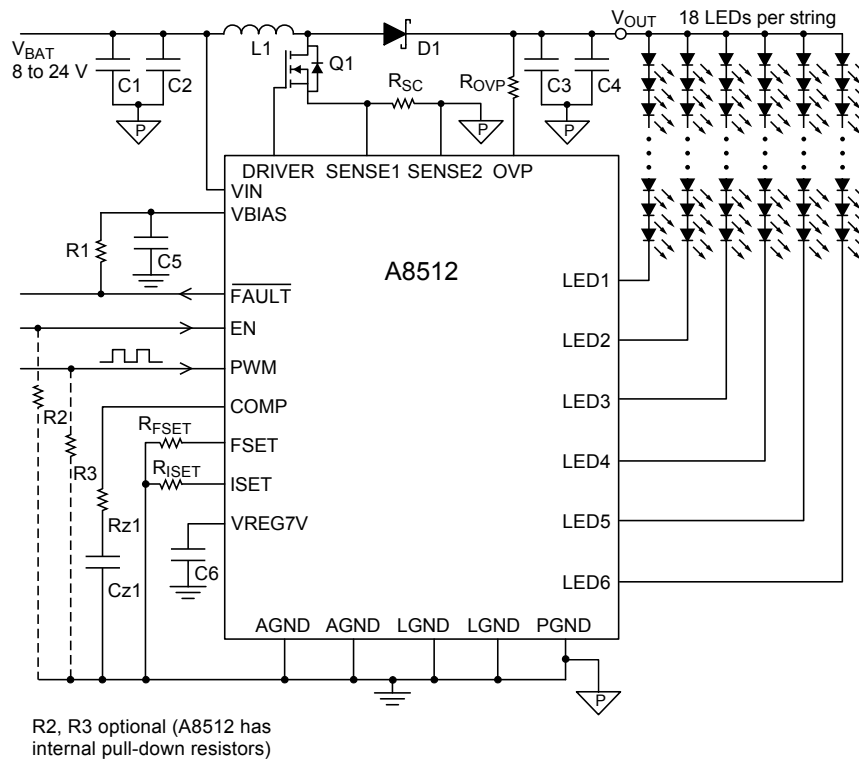 VOUT
18 LEDs per string
VBAT
8 to 24 V
L1
D1
Q1
C1
C2
RSC
ROVP
C3
C4
P
P
P
DRIVER
SENSE1
SENSE2
OVP
VIN
VBIAS
R1
C5
A8512
LED1
FAULT
EN
LED2
PWM
LED3
COMP
R2
RFSET
FSET
R3
LED4
RISET
ISET
Rz1
VREG7V
LED5
C6
Cz1
LED6
AGND
AGND
LGND
LGND
PGND
P
R2, R3 optional (A8512 has
internal pull-down resistors)